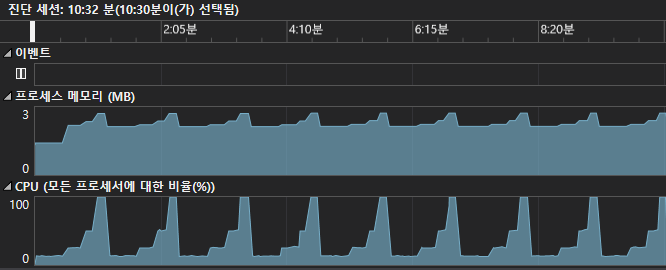 진단 세션: 10:32 분(10:30분이(가) 선택됨)
2:05분 4:10분 6:15분 8:20분
이벤트
프로세스 메모리 (MB)
3
0
CPU (모든 프로세서에 대한 비율(%))
100
0